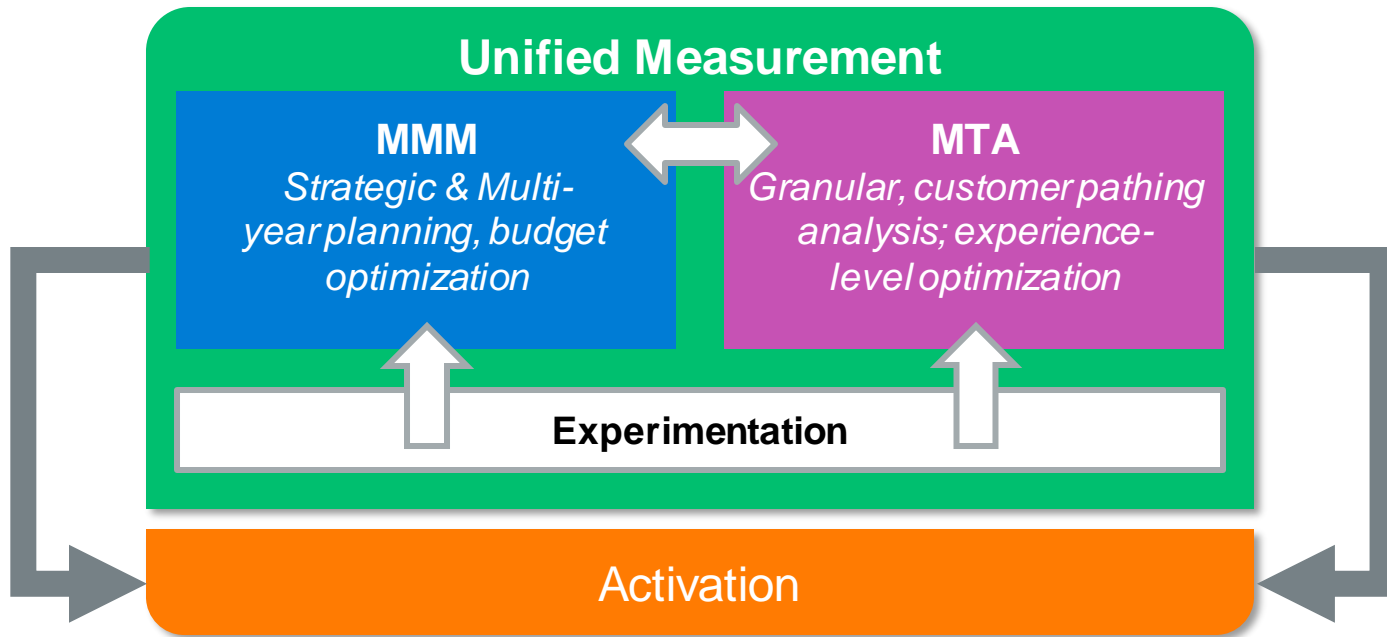 Unified Measurement
MMM
Strategic & Multi-
year planning, budget
optimization
MTA
Granular, customer pathing
analysis; experience-
level optimization
Experimentation
Activation